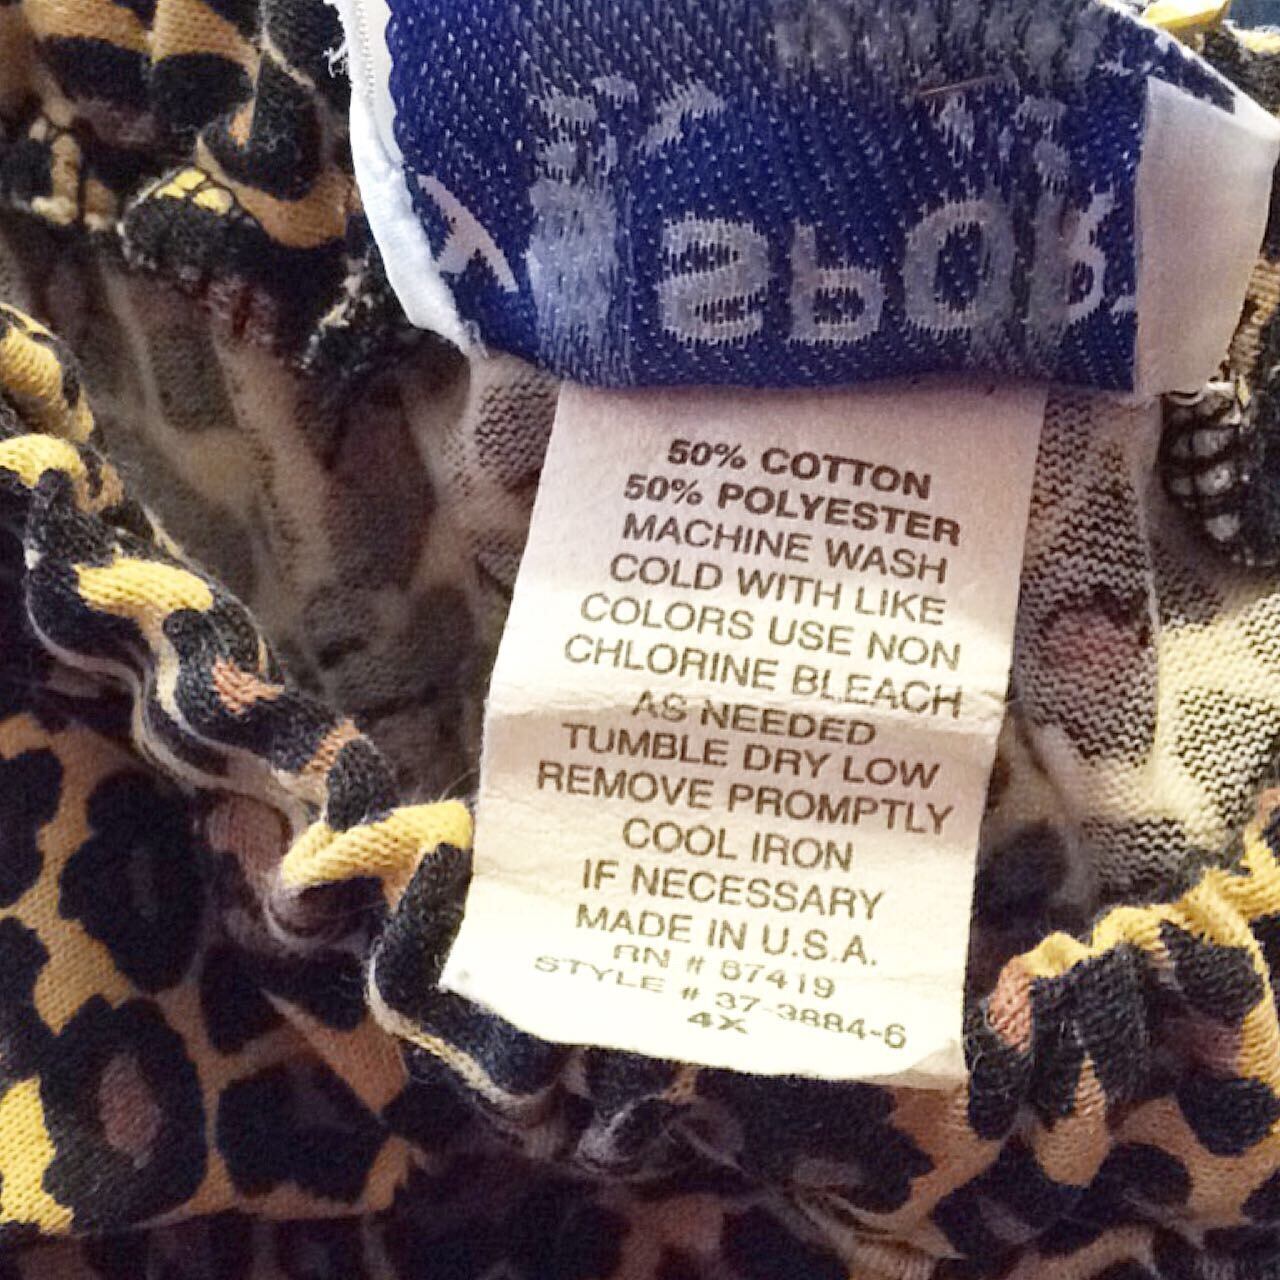 50% COTTON
50% POLYESTER
MACHINE WASH
COLD WITH LIKE
COLORS USE NON
CHLORINE BLEACH
AS NEEDED
TUMBLE DRY LOW
REMOVE PROMPTLY
COOL IRON
IF NECESSARY
MADE IN U.S.A.
RN # 87419
STYLE # 37-3884-6
4X